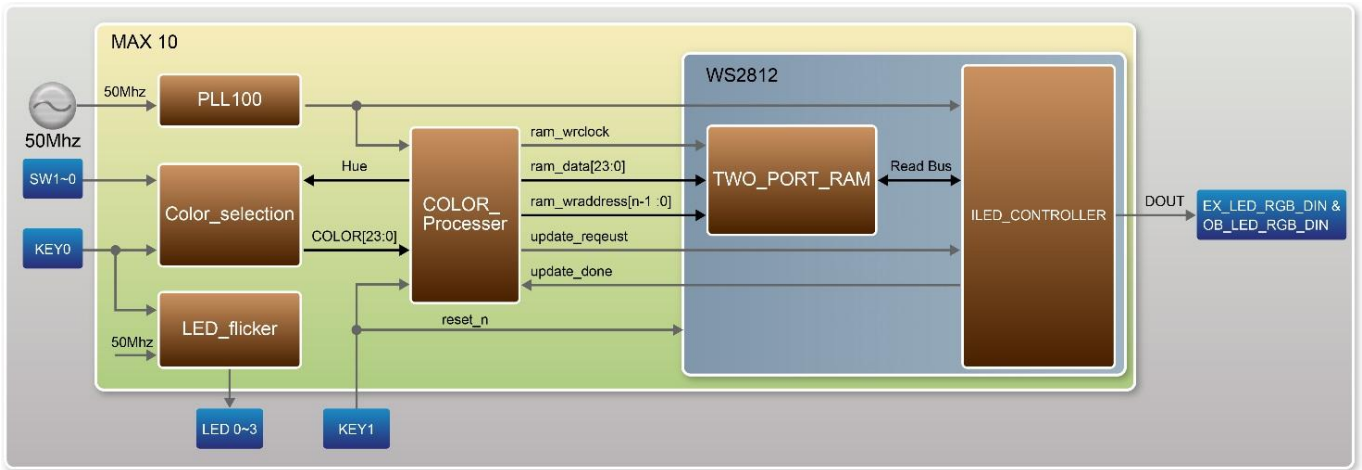 MAX 10
WS2812
50Mhz
PLL100
50Mhz
ram_wrclock
SW1~0
Hue
ram_data[23:0]
TWO_PORT_RAM
Read Bus
Color_selection
COLOR_
Processer
ram_wraddress[n-1 :0]
ILED_CONTROLLER
DOUT
EX_LED_RGB_DIN &
OB_LED_RGB_DIN
KEY0
COLOR[23:0]
update_reqeust
update_done
LED_flicker
reset_n
50Mhz
LED 0~3
KEY1